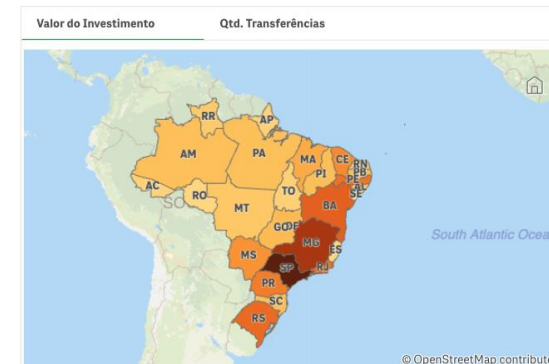 Valor do Investimento
Qtd. Transferências
RR
AP
AM
PA
MA
CE
RN
PB
PI
PE
AL
SE
AC
RO
TO
SO
BA
MT
GO
DF
MG
ES
MS
SP
RJ
PR
SC
RS
South Atlantic Ocea
© OpenStreetMap contribute